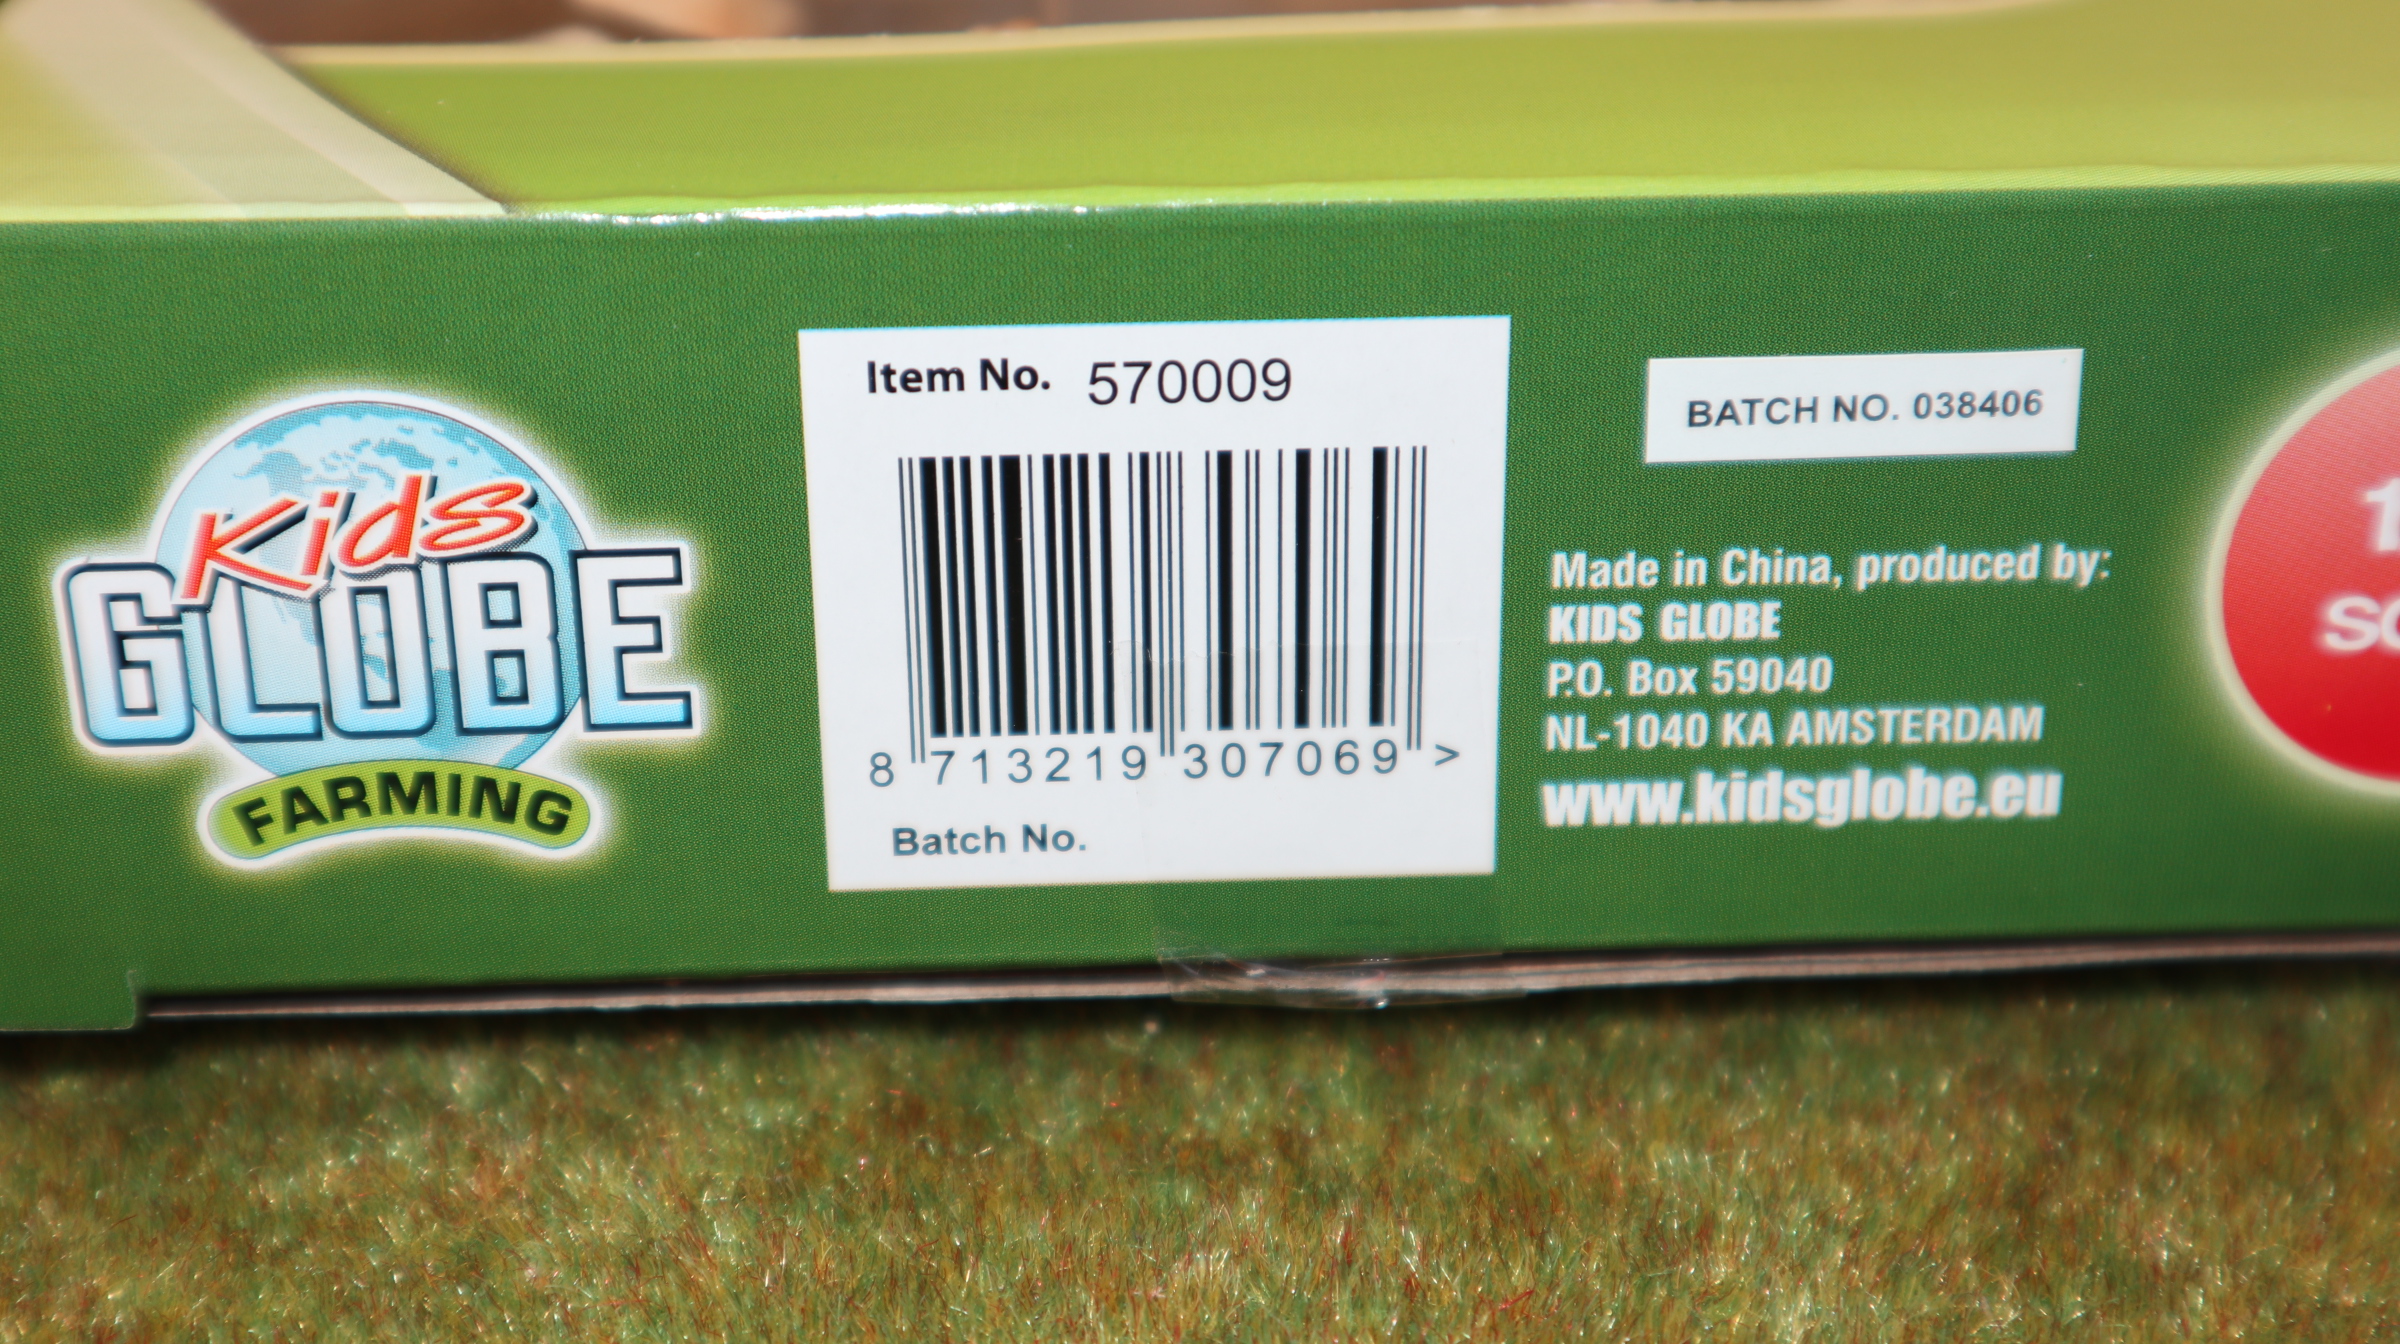 Kids
GLOBE
FARMING
Item No. 570009
8 713219 307069 >
Batch No.
BATCH NO. 038406
Made in China, produced by:
KIDS GLOBE
P.O. Box 59040
NL-1040 KA AMSTERDAM
www.kidsglobe.eu